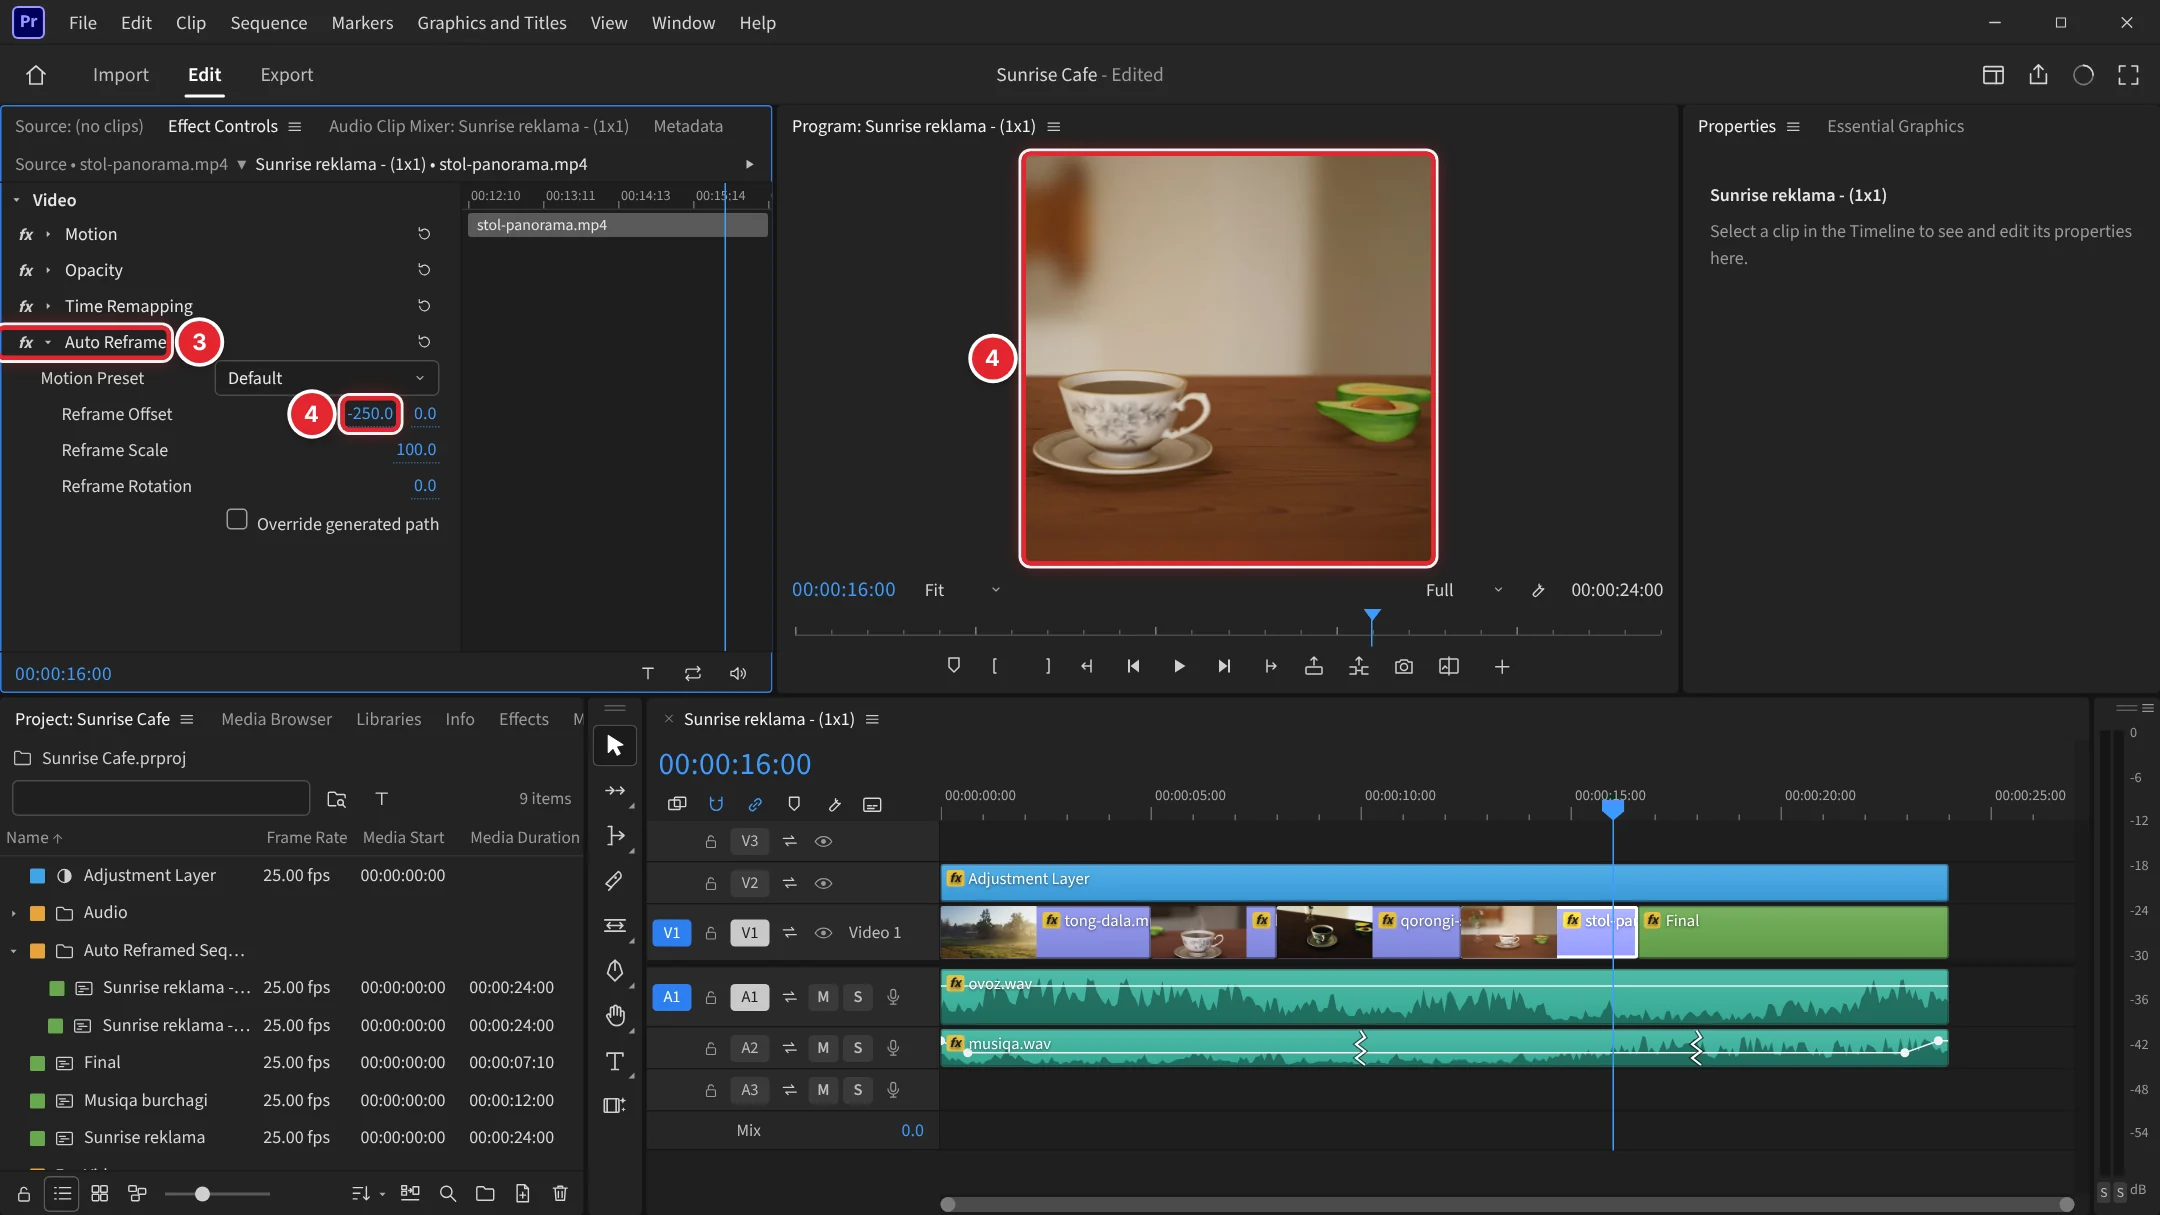 Pr File Edit Clip Sequence Markers Graphics and Titles View Window Help
Import Edit Export
Sunrise Cafe - Edited
Source: (no clips) Effect Controls Audio Clip Mixer: Sunrise reklama - (1x1) Metadata
Source • stol-panorama.mp4 Sunrise reklama - (1x1) • stol-panorama.mp4
Video
00:12:10 00:13:11 00:14:13 00:15:14
stol-panorama.mp4
fx Motion
fx Opacity
fx Time Remapping
fx Auto Reframe 3
Motion Preset Default
Reframe Offset 4 -250.0 0.0
Reframe Scale 100.0
Reframe Rotation 0.0
Override generated path
00:00:16:00
Program: Sunrise reklama - (1x1)
4
00:00:16:00 Fit Full 00:00:24:00
Properties Essential Graphics
Sunrise reklama - (1x1)
Select a clip in the Timeline to see and edit its properties
here.
Project: Sunrise Cafe Media Browser Libraries Info Effects M
Sunrise Cafe.prproj
9 items
Name Frame Rate Media Start Media Duration
Adjustment Layer 25.00 fps 00:00:00:00
Audio
Auto Reframed Seq...
Sunrise reklama -... 25.00 fps 00:00:00:00 00:00:24:00
Sunrise reklama -... 25.00 fps 00:00:00:00 00:00:24:00
Final 25.00 fps 00:00:00:00 00:00:07:10
Musiqa burchagi 25.00 fps 00:00:00:00 00:00:12:00
Sunrise reklama 25.00 fps 00:00:00:00 00:00:24:00
Sunrise reklama - (1x1)
00:00:16:00
00:00:00:00 00:00:05:00 00:00:10:00 00:00:15:00 00:00:20:00 00:00:25:00
V3
V2 fx Adjustment Layer
V1 V1 Video 1 fx tong-dala.m fx fx qorongi- fx stol-pa fx Final
A1 A1 M S fx ovoz.wav
A2 M S fx musiqa.wav
A3 M S
Mix 0.0
0
-6
-12
-18
-24
-30
-36
-42
-48
-54
S S dB